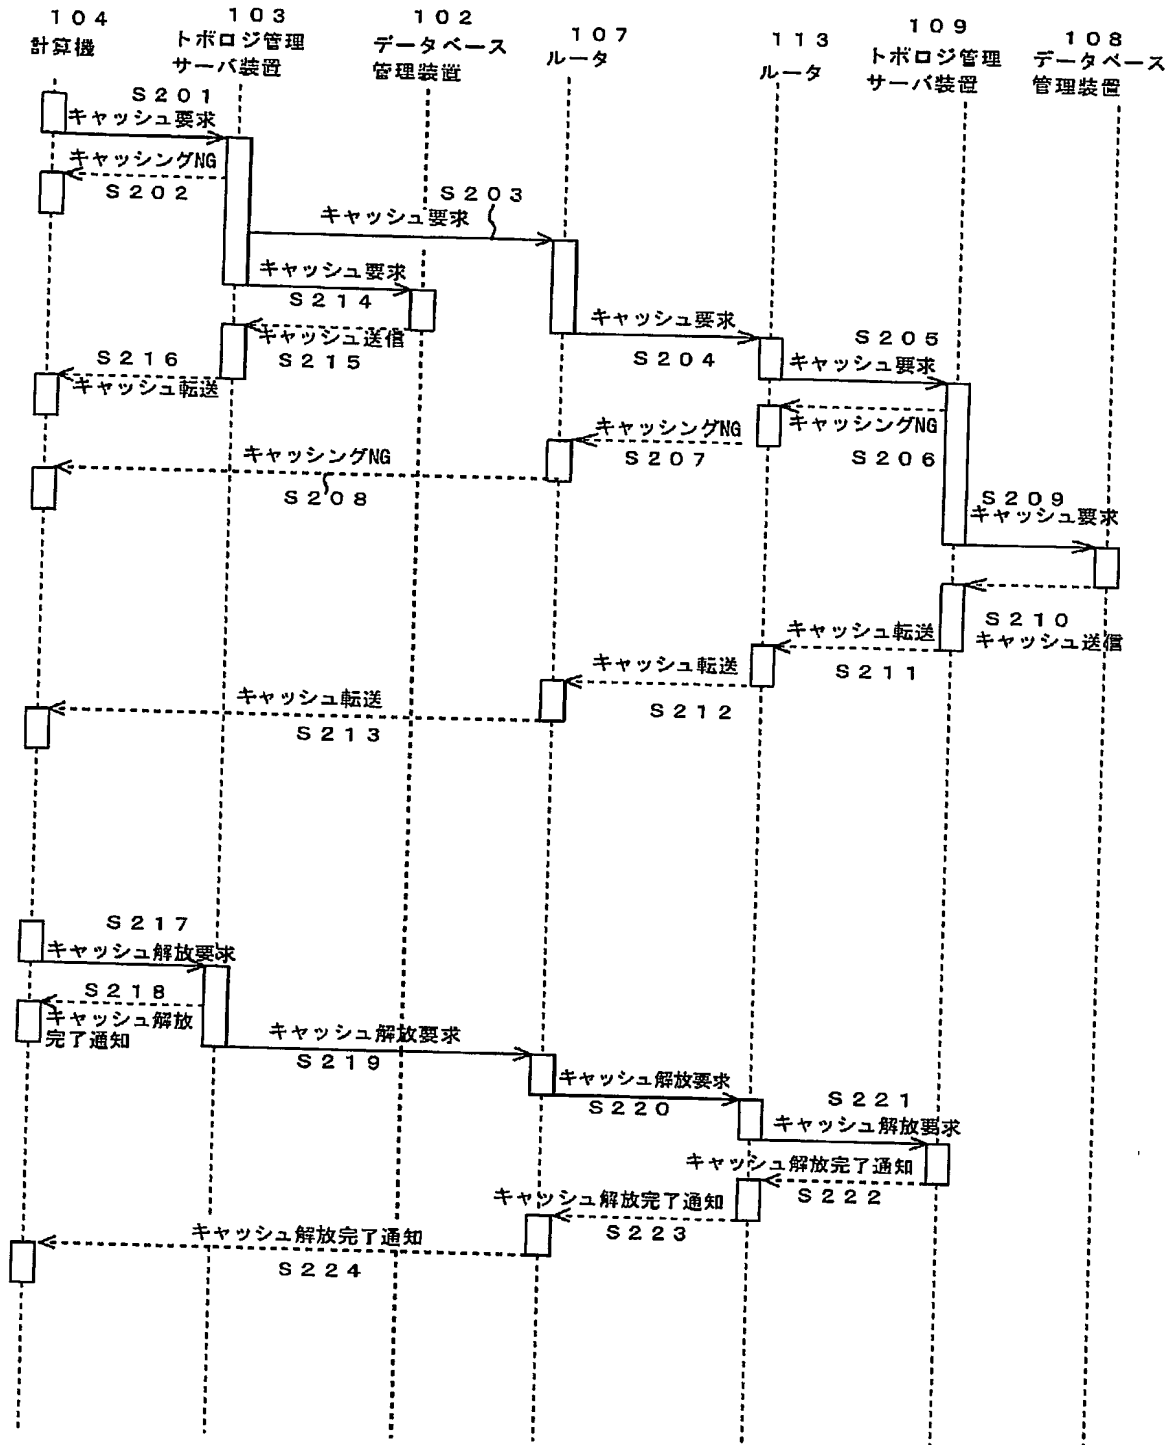 104
計算機
103
トポロジ管理
サーバ装置
102
データベース
管理装置
107
ルータ
113
ルータ
109
トポロジ管理
サーバ装置
108
データベース
管理装置
S201
キャッシュ要求
キャッシングNG
S202
S203
キャッシュ要求
キャッシュ要求
S214
キャッシュ送信
S215
S216
キャッシュ転送
キャッシュ要求
S204
S205
キャッシュ要求
キャッシングNG
S206
キャッシングNG
S207
キャッシングNG
S208
S209
キャッシュ要求
S210
キャッシュ送信
キャッシュ転送
S211
キャッシュ転送
S212
キャッシュ転送
S213
S217
キャッシュ解放要求
S218
キャッシュ解放
完了通知
キャッシュ解放要求
S219
キャッシュ解放要求
S220
S221
キャッシュ解放要求
キャッシュ解放完了通知
S222
キャッシュ解放完了通知
S223
キャッシュ解放完了通知
S224